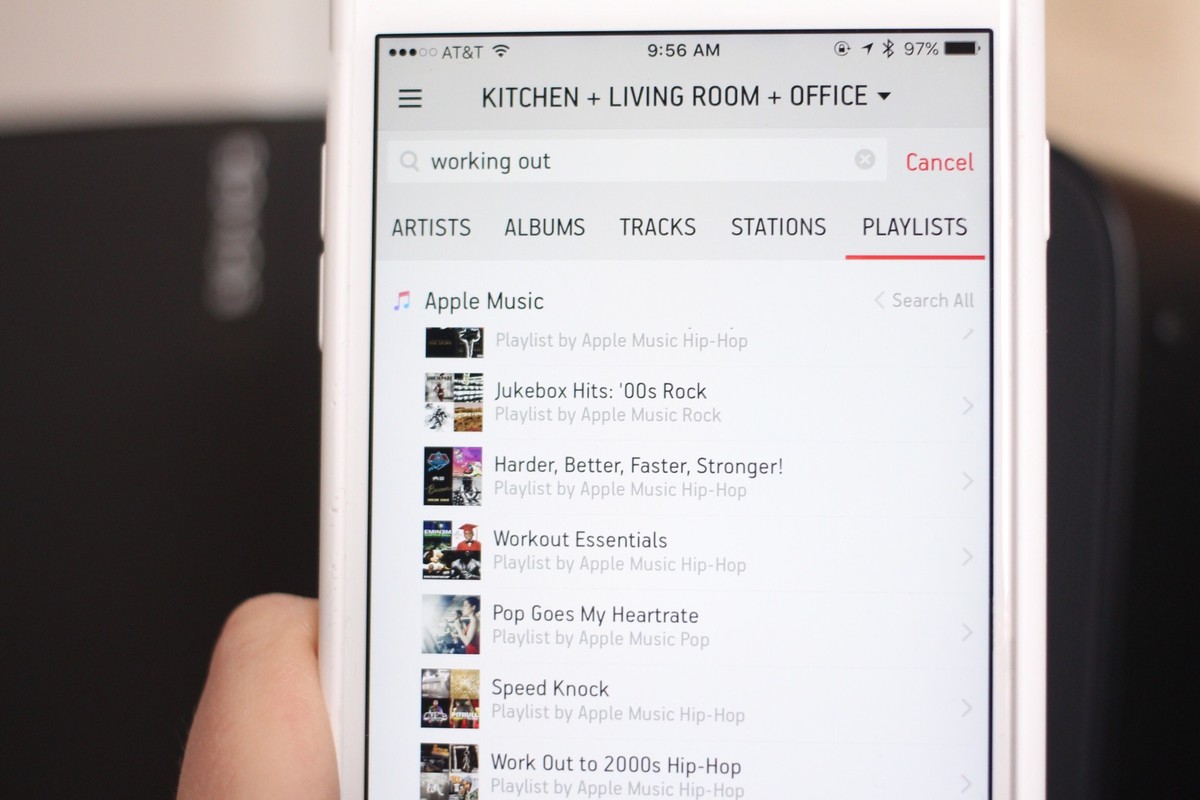 AT&T 9:56 AM 97%
KITCHEN + LIVING ROOM + OFFICE
working out Cancel
ARTISTS ALBUMS TRACKS STATIONS PLAYLISTS
Apple Music Search All
Playlist by Apple Music Hip-Hop
Jukebox Hits: '00s Rock
Playlist by Apple Music Rock
Harder, Better, Faster, Stronger!
Playlist by Apple Music Hip-Hop
Workout Essentials
Playlist by Apple Music Hip-Hop
Pop Goes My Heartrate
Playlist by Apple Music Pop
Speed Knock
Playlist by Apple Music Hip-Hop
Work Out to 2000s Hip-Hop
Playlist by Apple Music Hip-Hop